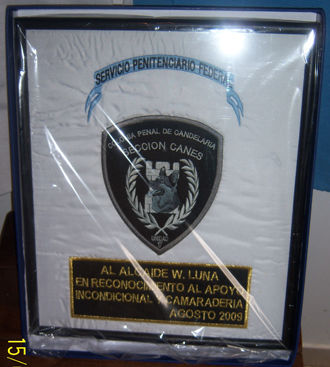 SERVICIO PENITENCIARIO FEDERAL
COLONIA PENAL DE CANDELARIA
SECCION CANES
AL ALCAIDE W. LUNA
EN RECONOCIMIENTO AL APOYO
INCONDICIONAL Y CAMARADERIA
AGOSTO 2009
15/